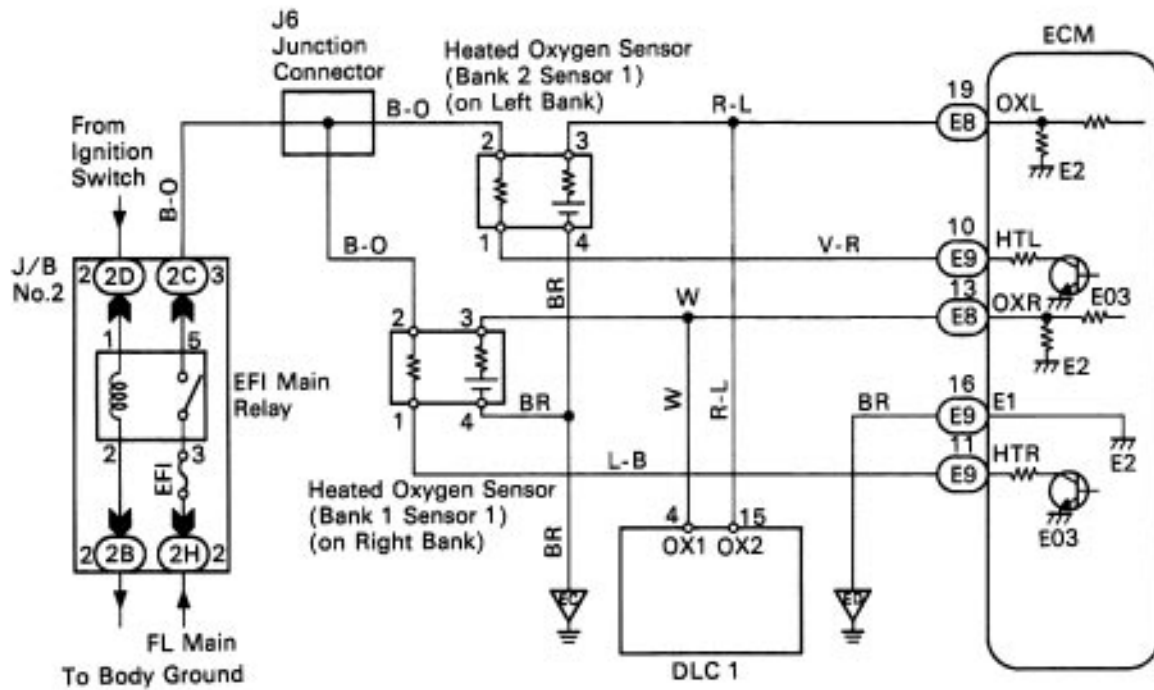 J6
Junction
Connector
Heated Oxygen Sensor
(Bank 2 Sensor 1)
(on Left Bank)
ECM
From
Ignition
Switch
B-O
B-O
B-O
R-L
19
E8
OXL
E2
2
3
1
4
V-R
10
E9
HTL
E03
J/B
No.2
2
2D
2C
3
1
5
EFI Main
Relay
2
3
EFI
2
2B
2H
2
FL Main
To Body Ground
BR
W
13
E8
OXR
E2
2
3
1
4
BR
W
R-L
BR
16
E9
E1
E2
L-B
11
E9
HTR
E03
Heated Oxygen Sensor
(Bank 1 Sensor 1)
(on Right Bank)
BR
4
15
OX1
OX2
EC
ED
DLC 1